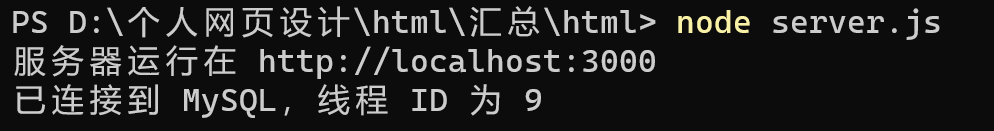 PS D:\个人网页设计\html\汇总\html> node server.js
服务器运行在 http://localhost:3000
已连接到 MySQL, 线程 ID 为 9